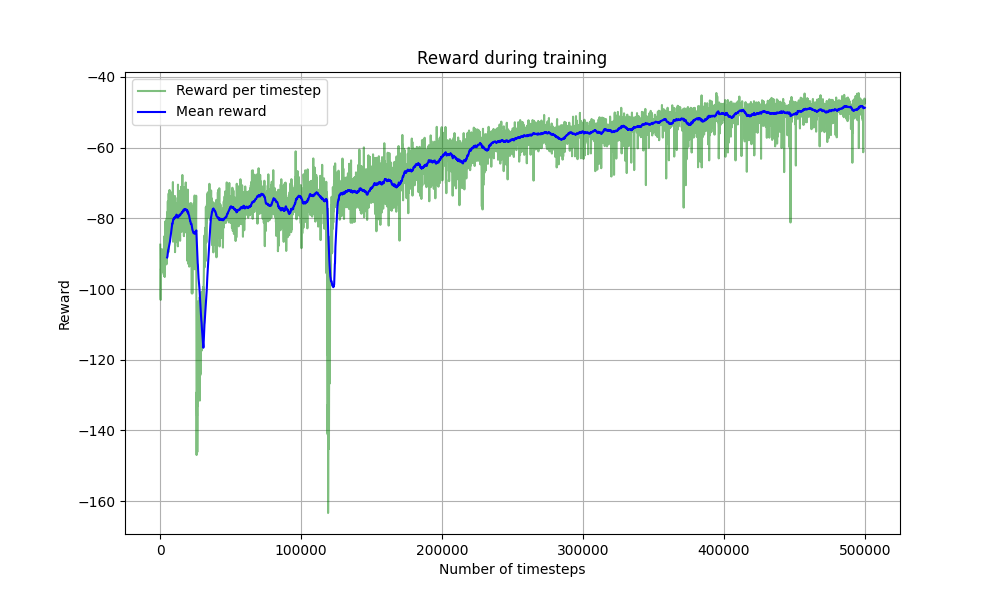 Reward during training
Reward per timestep
Mean reward
−40
−60
−80
−100
−120
−140
−160
Reward
0 100000 200000 300000 400000 500000
Number of timesteps